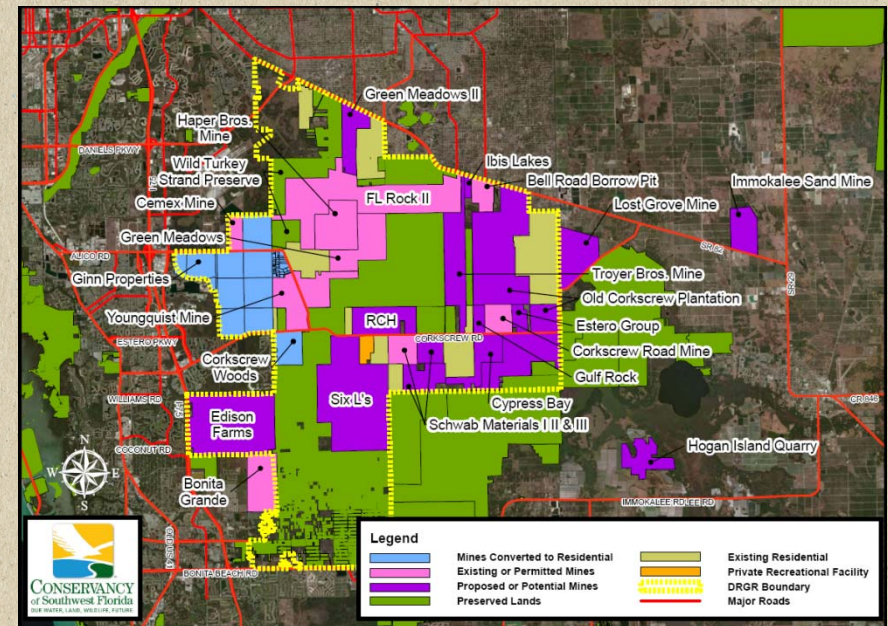 Green Meadows II
Haper Bros.
Mine
DANIELS PKWY
Wild Turkey
Strand Preserve
Ibis Lakes
Bell Road Borrow Pit
Immokalee Sand Mine
FL Rock II
Cemex Mine
Lost Grove Mine
Green Meadows
ALICO RD
SR 82
Ginn Properties
Troyer Bros. Mine
SR 29
Old Corkscrew Plantation
Youngquist Mine
RCH
Estero Group
ESTERO PKWY
CORKSCREW RD
Corkscrew Road Mine
Corkscrew
Woods
Gulf Rock
WILLIAMS RD
I-75
Six L's
Cypress Bay
CR 846
Edison
Farms
Schwab Materials I II & III
COCONUT RD
Hogan Island Quarry
N
W E
S
Bonita
Grande
IMMOKALEE RD
OLD US 41
BONITA BEACH RD
CONSERVANCY
of Southwest Florida
OUR WATER, LAND, WILDLIFE, FUTURE.
Legend
Mines Converted to Residential
Existing or Permitted Mines
Proposed or Potential Mines
Preserved Lands
Existing Residential
Private Recreational Facility
DRGR Boundary
Major Roads